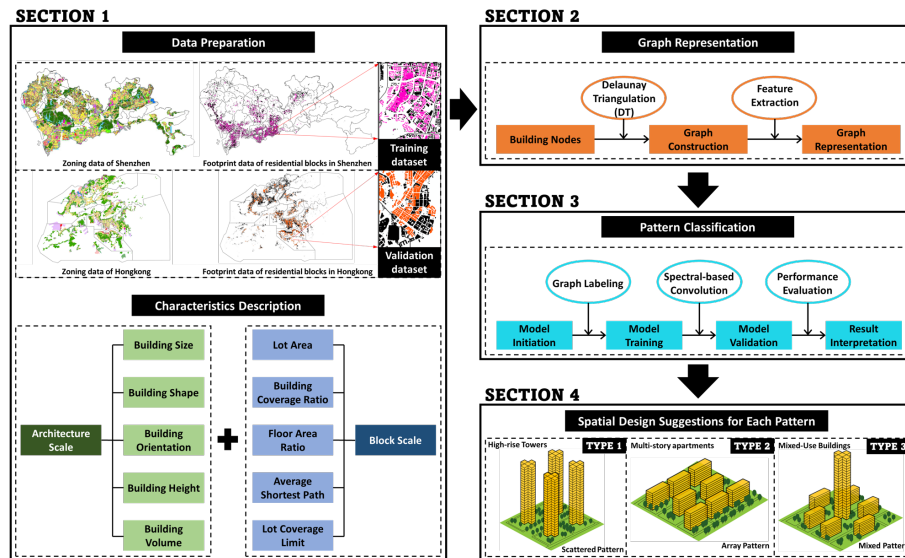 SECTION 1
Data Preparation
Zoning data of Shenzhen
Footprint data of residential blocks in Shenzhen
Training
dataset
Zoning data of Hongkong
Footprint data of residential blocks in Hongkong
Validation
dataset
Characteristics Description
Architecture
Scale
Building Size
Building Shape
Building
Orientation
Building Height
Building
Volume
Lot Area
Building
Coverage Ratio
Floor Area
Ratio
Average
Shortest Path
Lot Coverage
Limit
Block Scale
SECTION 2
Graph Representation
Delaunay
Triangulation
(DT)
Feature
Extraction
Building Nodes
Graph
Construction
Graph
Representation
SECTION 3
Pattern Classification
Graph Labeling
Spectral-based
Convolution
Performance
Evaluation
Model
Initiation
Model
Training
Model
Validation
Result
Interpretation
SECTION 4
Spatial Design Suggestions for Each Pattern
High-rise Towers
TYPE 1
Scattered Pattern
Multi-story apartments
TYPE 2
Array Pattern
Mixed-Use Buildings
TYPE 3
Mixed Pattern